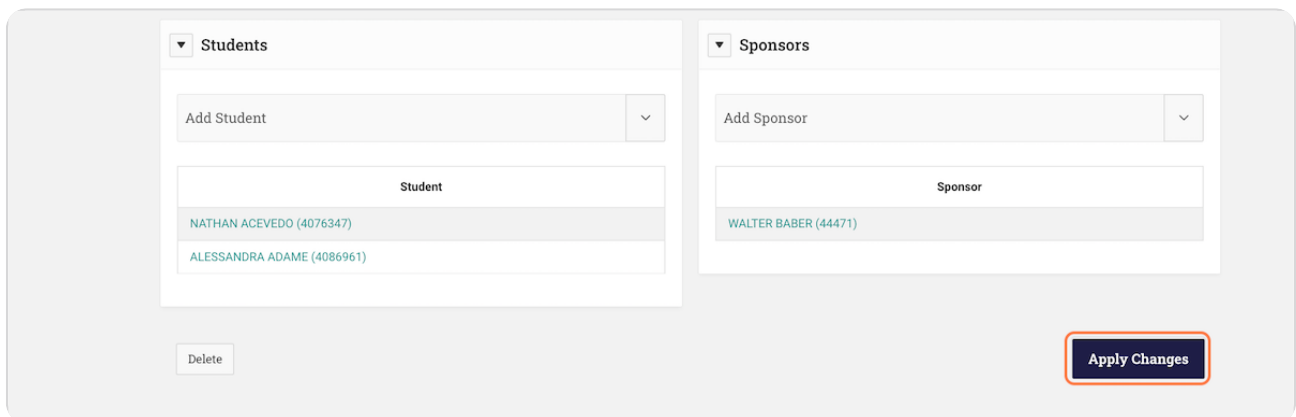 Students
Add Student
Student
NATHAN ACEVEDO (4076347)
ALESSANDRA ADAME (4086961)
Sponsors
Add Sponsor
Sponsor
WALTER BABER (44471)
Delete
Apply Changes